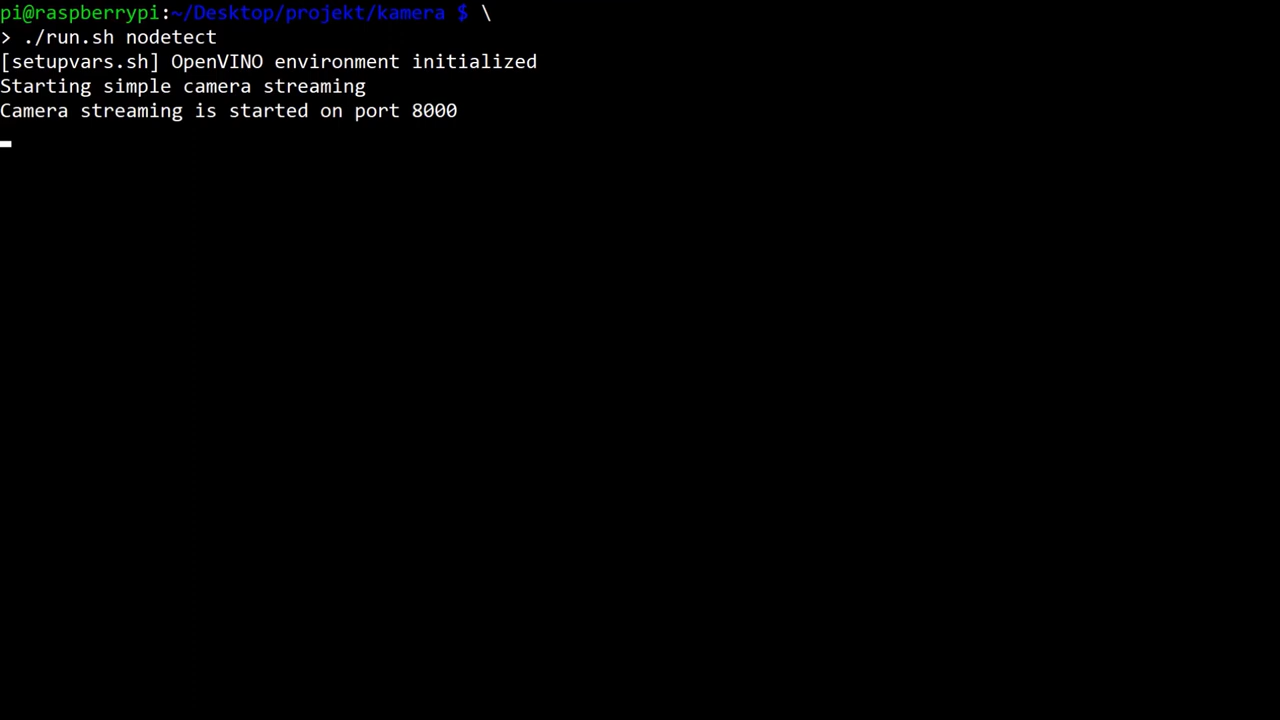 pi@raspberrypi:~/Desktop/projekt/kamera $ \
> ./run.sh nodetect
[setupvars.sh] OpenVINO environment initialized
Starting simple camera streaming
Camera streaming is started on port 8000